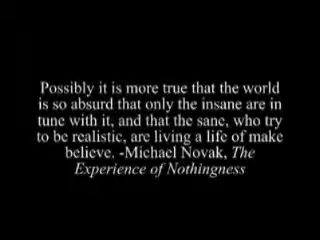 Possibly it is more true that the world
is so absurd that only the insane are in
tune with it, and that the sane, who try
to be realistic, are living a life of make
believe. -Michael Novak, The
Experience of Nothingness